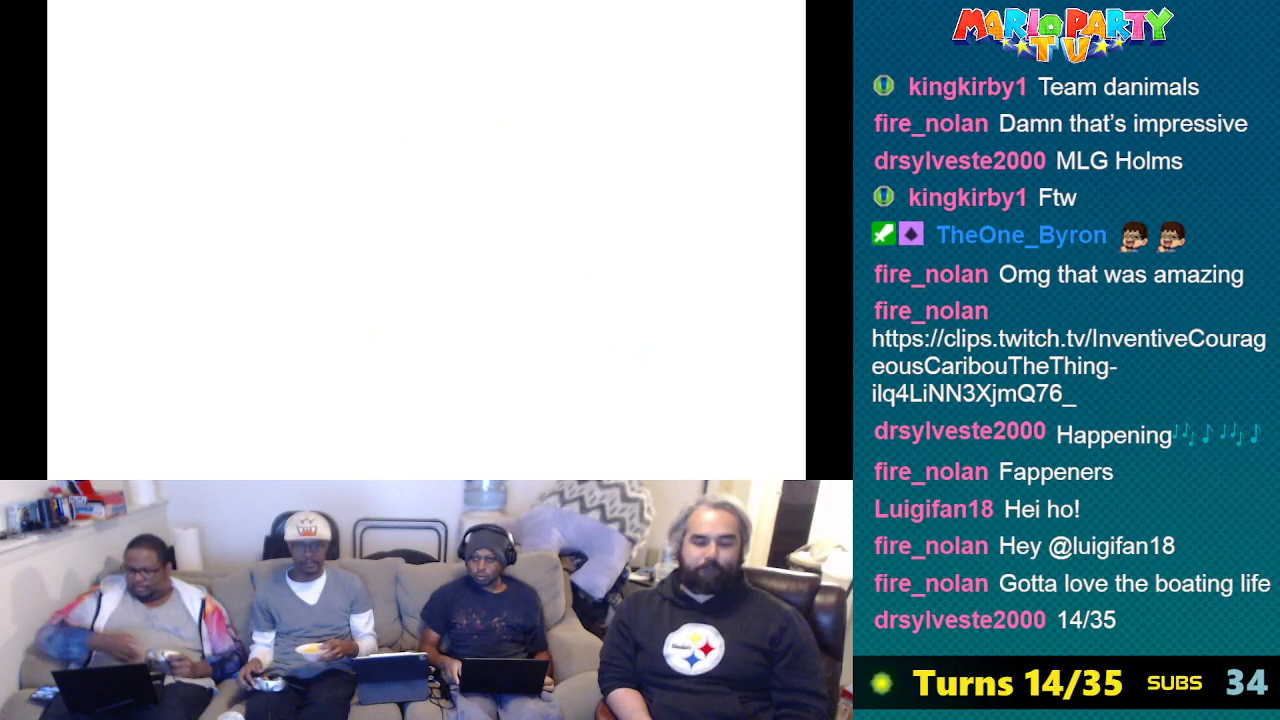 MARIO PARTY
TV
kingkirby1 Team danimals
fire_nolan Damn that’s impressive
drsylveste2000 MLG Holms
kingkirby1 Ftw
TheOne_Byron
fire_nolan Omg that was amazing
fire_nolan
https://clips.twitch.tv/InventiveCourag
eousCaribouTheThing-
ilq4LiNN3XjmQ76_
drsylveste2000 Happening
fire_nolan Fappeners
Luigifan18 Hei ho!
fire_nolan Hey @luigifan18
fire_nolan Gotta love the boating life
drsylveste2000 14/35
Turns 14/35 SUBS 34